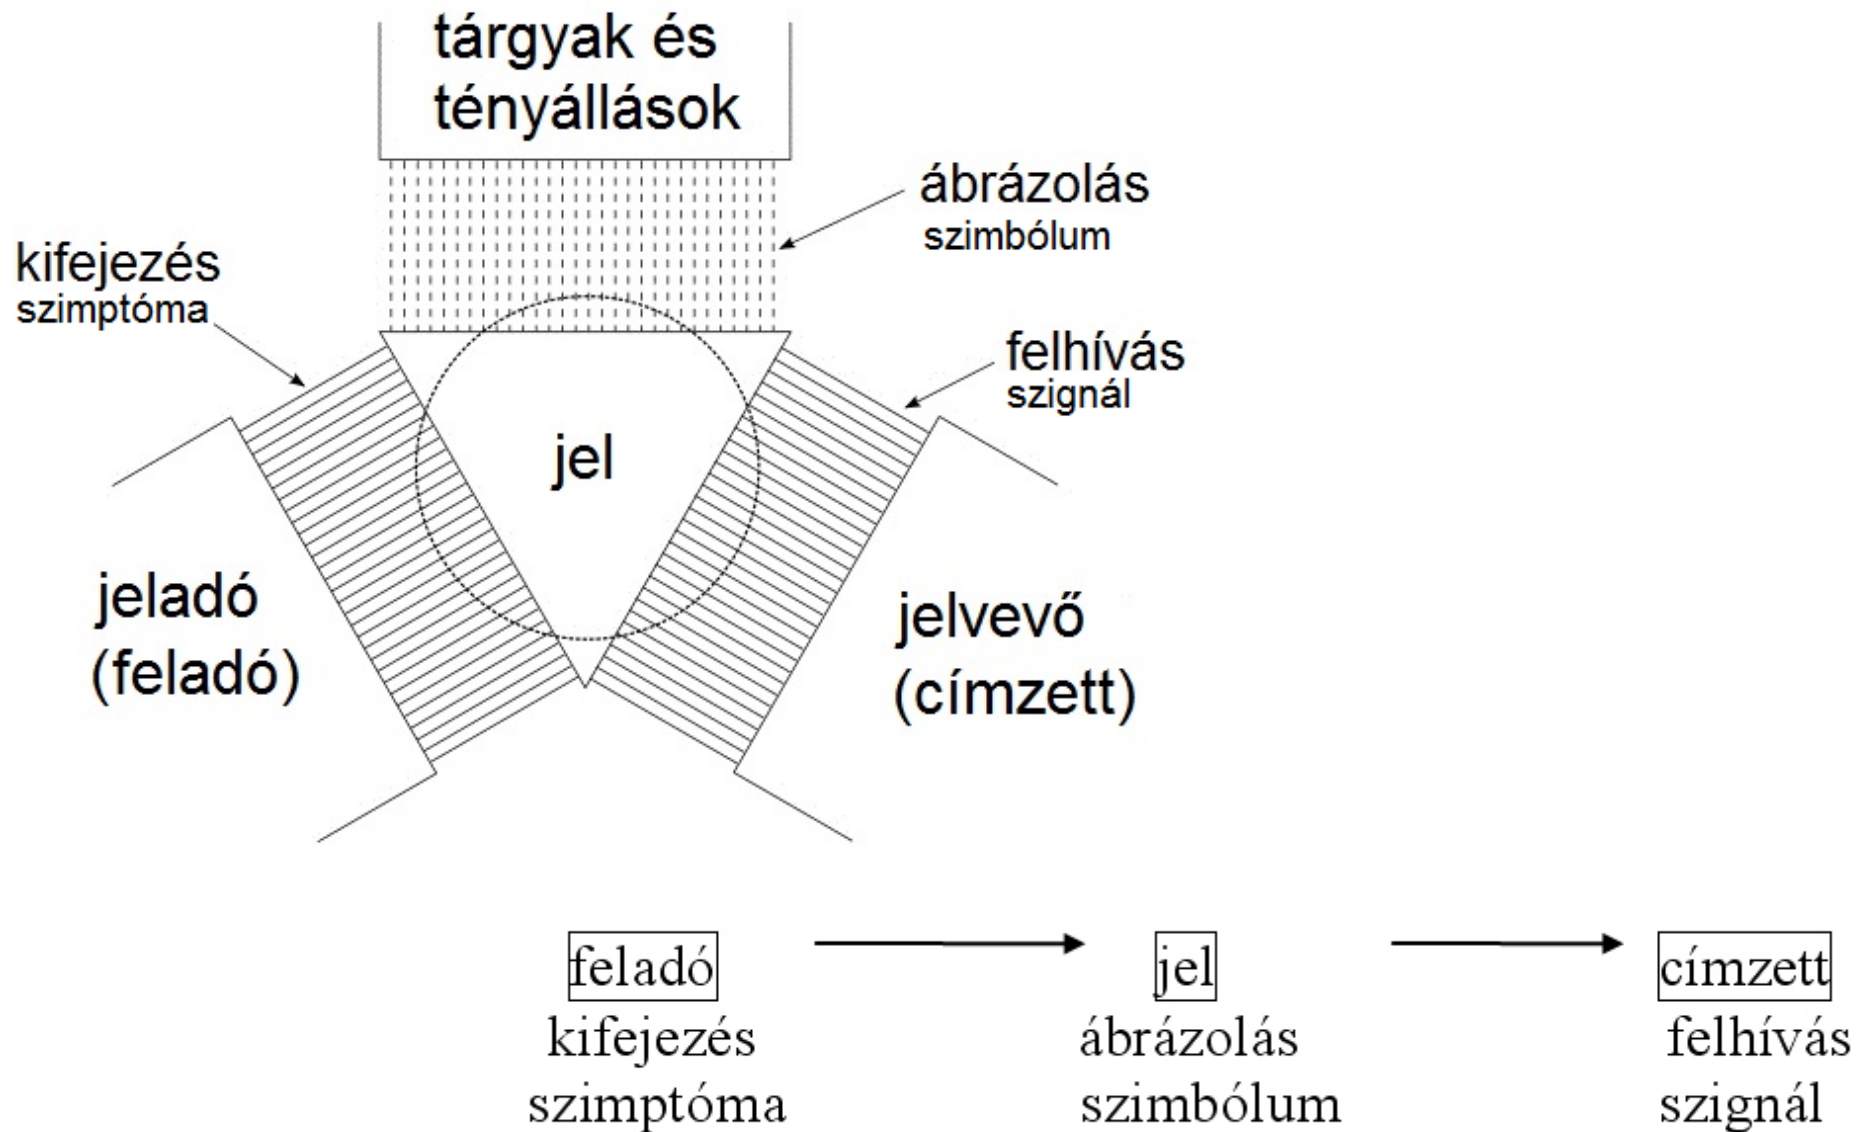 tárgyak és
tényállások
ábrázolás
szimbólum
kifejezés
szimptóma
felhívás
szignál
jel
jeladó
(feladó)
jelvevő
(címzett)
feladó jel címzett
kifejezés ábrázolás felhívás
szimptóma szimbólum szignál